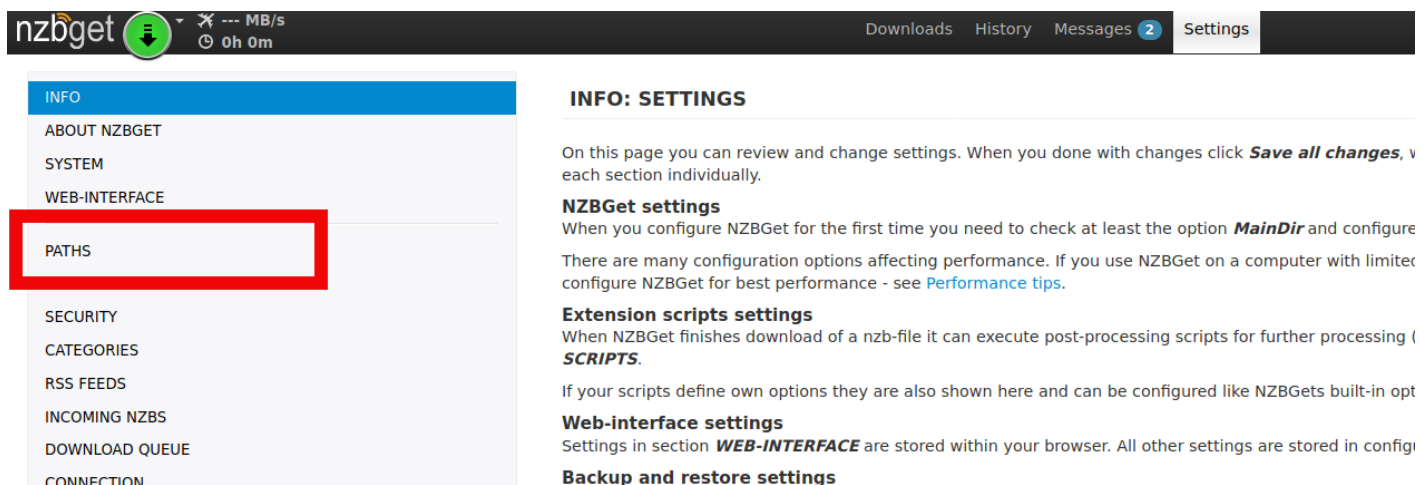 nzbget
--- MB/s
0h 0m
Downloads History Messages 2 Settings
INFO
ABOUT NZBGET
SYSTEM
WEB-INTERFACE
PATHS
SECURITY
CATEGORIES
RSS FEEDS
INCOMING NZBS
DOWNLOAD QUEUE
CONNECTION
INFO: SETTINGS
On this page you can review and change settings. When you done with changes click Save all changes,
each section individually.
NZBGet settings
When you configure NZBGet for the first time you need to check at least the option MainDir and configure
There are many configuration options affecting performance. If you use NZBGet on a computer with limited
configure NZBGet for best performance - see Performance tips.
Extension scripts settings
When NZBGet finishes download of a nzb-file it can execute post-processing scripts for further processing (
SCRIPTS.
If your scripts define own options they are also shown here and can be configured like NZBGets built-in opt
Web-interface settings
Settings in section WEB-INTERFACE are stored within your browser. All other settings are stored in config
Backup and restore settings